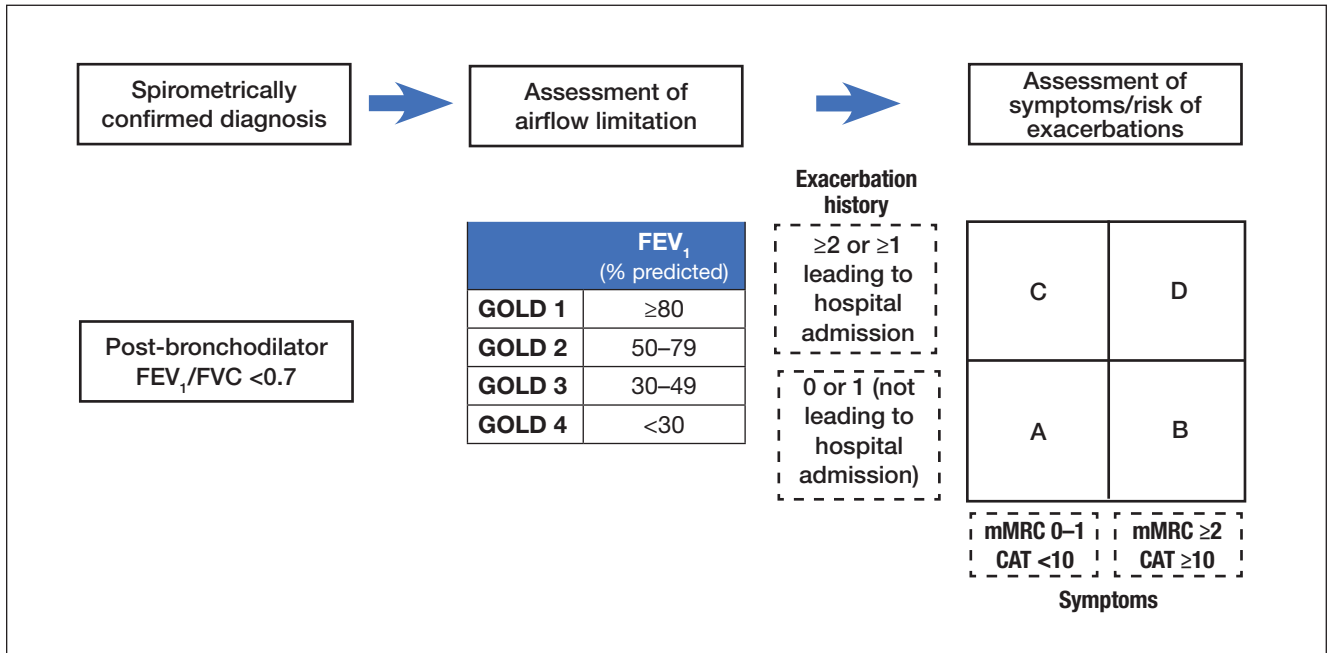 Spirometrically
confirmed diagnosis
Assessment of
airflow limitation
Assessment of
symptoms/risk of
exacerbations
Post-bronchodilator
FEV₁/FVC <0.7
FEV₁
(% predicted)
GOLD 1 ≥80
GOLD 2 50–79
GOLD 3 30–49
GOLD 4 <30
Exacerbation
history
≥2 or ≥1
leading to
hospital
admission
0 or 1 (not
leading to
hospital
admission)
C D
A B
mMRC 0–1
CAT <10
mMRC ≥2
CAT ≥10
Symptoms